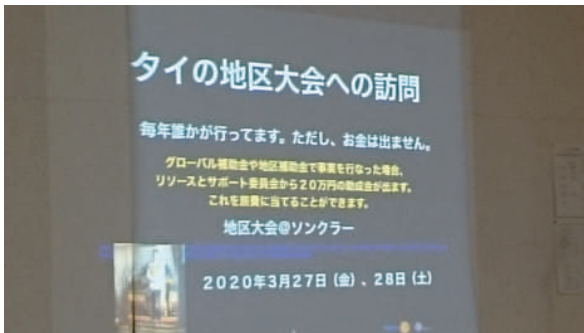 タイの地区大会への訪問
毎年誰かが行ってます。ただし、お金は出ません。
グローバル補助金や地区補助金で事業を行なった場合、
リソースとサポート委員会から20万円の助成金が出ます。
これを旅費に当てることができます。
地区大会@ソンクラー
2020年3月27日（金）、28日（土）